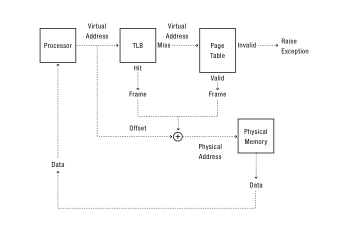 Virtual
Address
Virtual
Address
Processor
TLB
Miss
Page
Table
Invalid
Raise
Exception
Hit
Valid
Frame
Frame
Offset
Physical
Address
Physical
Memory
Data
Data